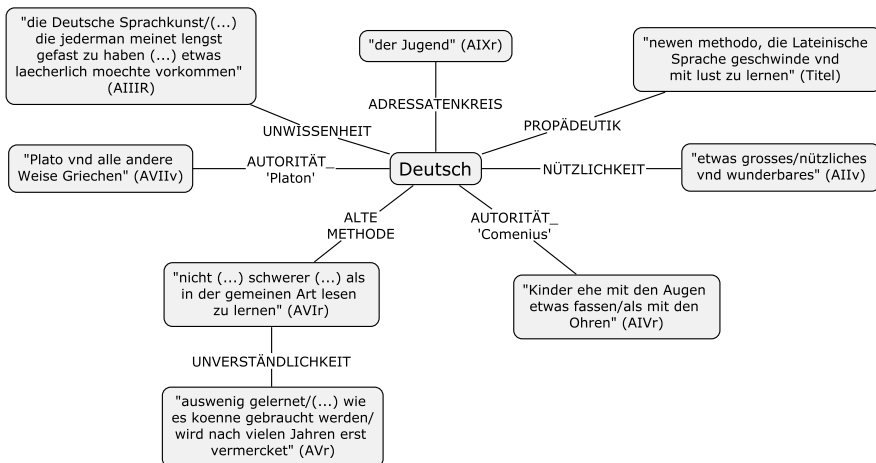 "die Deutsche Sprachkunst/(...)
die jederman meinet lengst
gefast zu haben (...) etwas
laecherlich moechte vorkommen"
(AIIIR)
"der Jugend" (AIXr)
"newen methodo, die Lateinische
Sprache geschwinde vnd
mit lust zu lernen" (Titel)
ADRESSATENKREIS
UNWISSENHEIT
PROPÄDEUTIK
"Plato vnd alle andere
Weise Griechen" (AVIIv)
AUTORITÄT_
'Platon'
Deutsch
NÜTZLICHKEIT
"etwas grosses/nützliches
vnd wunderbares" (AIIv)
ALTE
METHODE
AUTORITÄT_
'Comenius'
"nicht (...) schwerer (...) als
in der gemeinen Art lesen
zu lernen" (AVIr)
"Kinder ehe mit den Augen
etwas fassen/als mit den
Ohren" (AIVr)
UNVERSTÄNDLICHKEIT
"auswenig gelernet/(...) wie
es koenne gebraucht werden/
wird nach vielen Jahren erst
vermercket" (AVr)